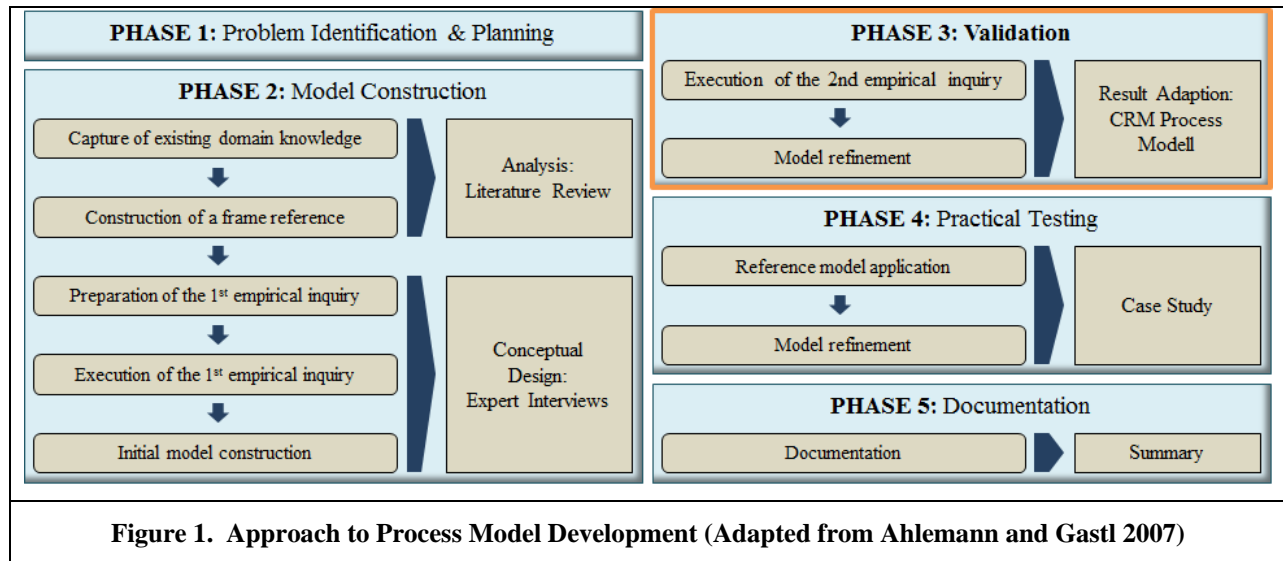 PHASE 1: Problem Identification & Planning
PHASE 2: Model Construction
Capture of existing domain knowledge
Construction of a frame reference
Analysis:
Literature Review
Preparation of the 1st empirical inquiry
Execution of the 1st empirical inquiry
Initial model construction
Conceptual
Design:
Expert Interviews
PHASE 3: Validation
Execution of the 2nd empirical inquiry
Model refinement
Result Adaption:
CRM Process
Modell
PHASE 4: Practical Testing
Reference model application
Model refinement
Case Study
PHASE 5: Documentation
Documentation
Summary
Figure 1. Approach to Process Model Development (Adapted from Ahlemann and Gastl 2007)